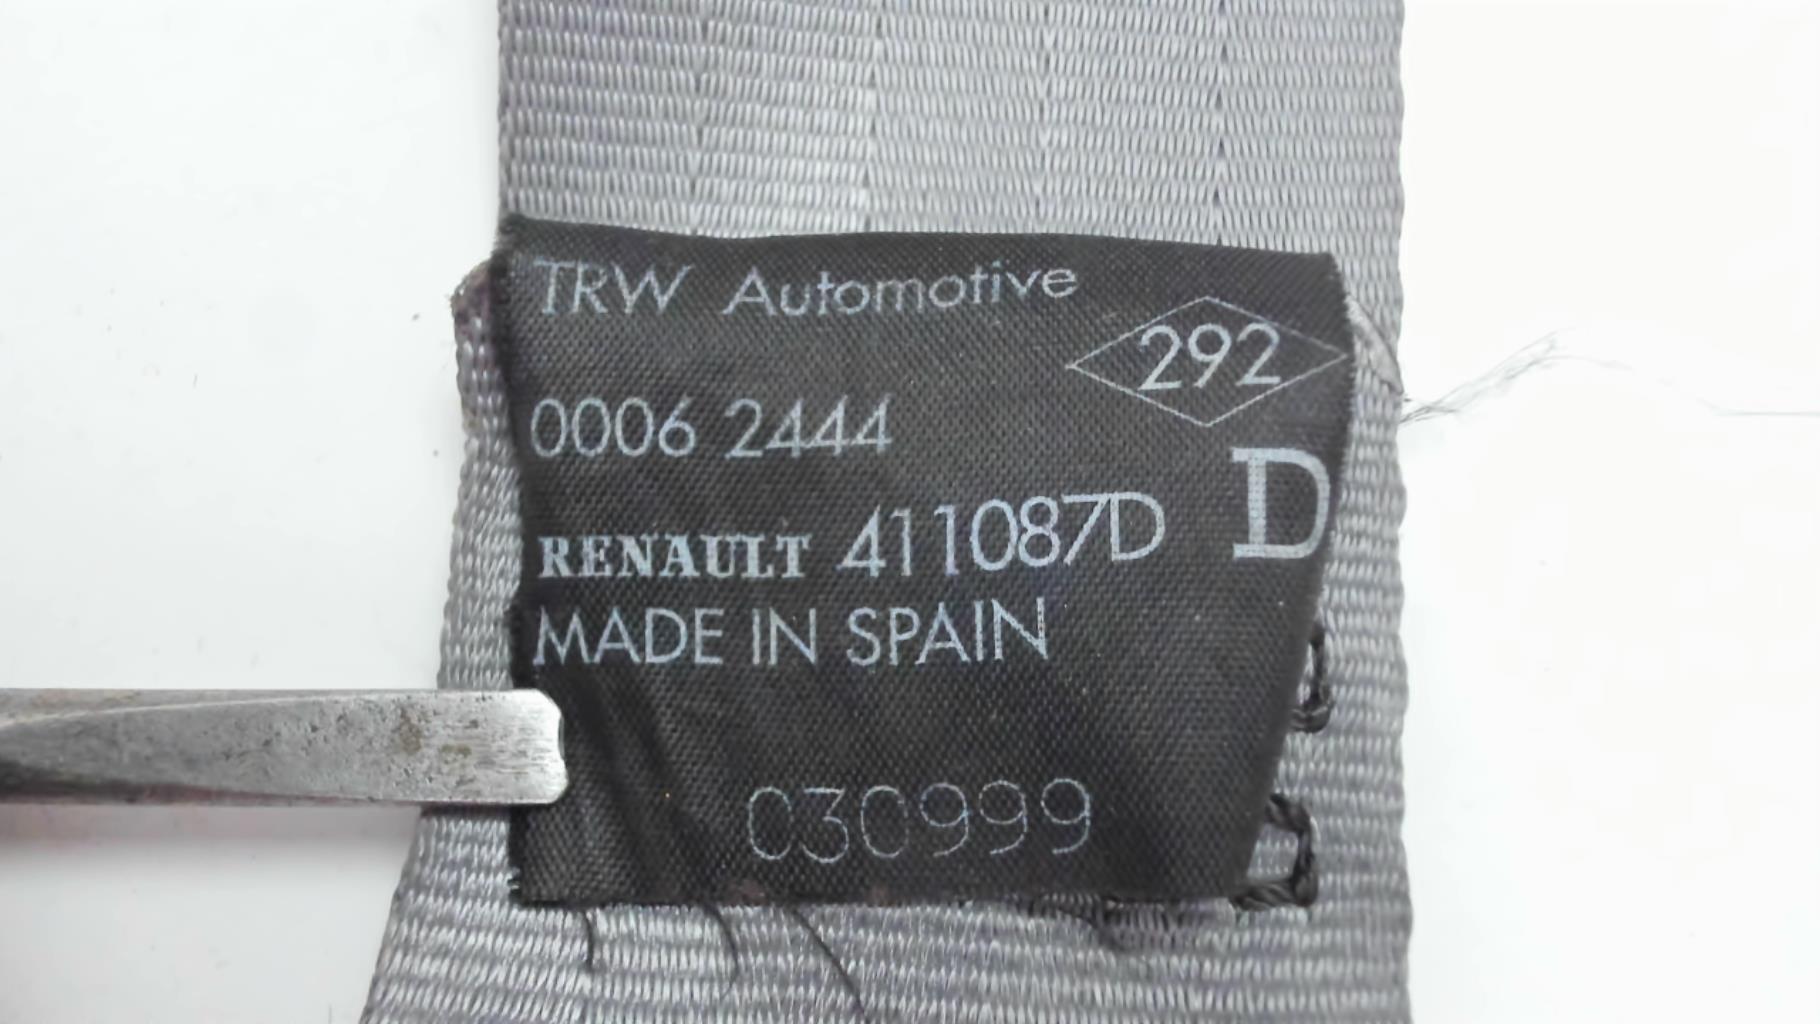 TRW Automotive
292
0006 2444
D
RENAULT 411087D
MADE IN SPAIN
030999